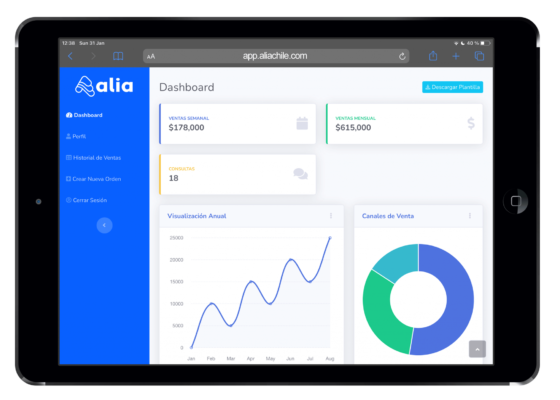 12:38 Sun 31 Jan
40 %
AA
app.aliachile.com
alia
Dashboard
Perfil
Historial de Ventas
Crear Nueva Orden
Cerrar Sesión
Dashboard
Descargar Plantilla
VENTAS SEMANAL
$178,000
VENTAS MENSUAL
$615,000
CONSULTAS
18
Visualización Anual
Canales de Venta
25000
20000
15000
10000
5000
0
Jan Feb Mar Apr May Jun Jul Aug